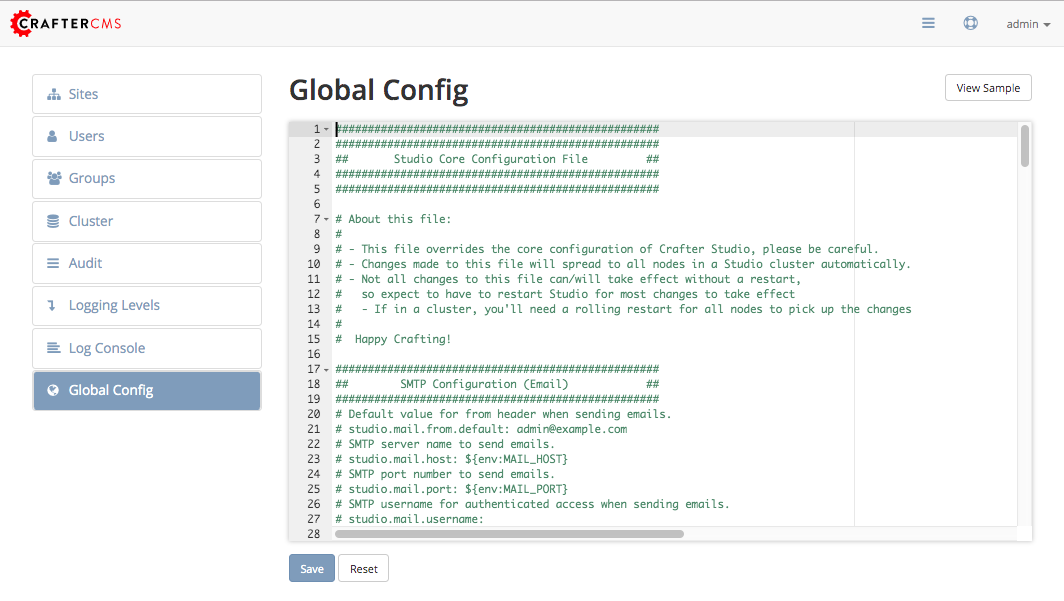 CRAFTERCMS
admin
Sites
Users
Groups
Cluster
Audit
Logging Levels
Log Console
Global Config
Global Config
View Sample
1 ##################################################
2 ##################################################
3 ##       Studio Core Configuration File         ##
4 ##################################################
5 ##################################################
6
7 # About this file:
8 #
9 # - This file overrides the core configuration of Crafter Studio, please be careful.
10 # - Changes made to this file will spread to all nodes in a Studio cluster automatically.
11 # - Not all changes to this file can/will take effect without a restart,
12 #   so expect to have to restart Studio for most changes to take effect
13 #   - If in a cluster, you'll need a rolling restart for all nodes to pick up the changes
14 #
15 #  Happy Crafting!
16
17 ##################################################
18 ##        SMTP Configuration (Email)            ##
19 ##################################################
20 # Default value for from header when sending emails.
21 # studio.mail.from.default: admin@example.com
22 # SMTP server name to send emails.
23 # studio.mail.host: ${env:MAIL_HOST}
24 # SMTP port number to send emails.
25 # studio.mail.port: ${env:MAIL_PORT}
26 # SMTP username for authenticated access when sending emails.
27 # studio.mail.username:
28
Save
Reset